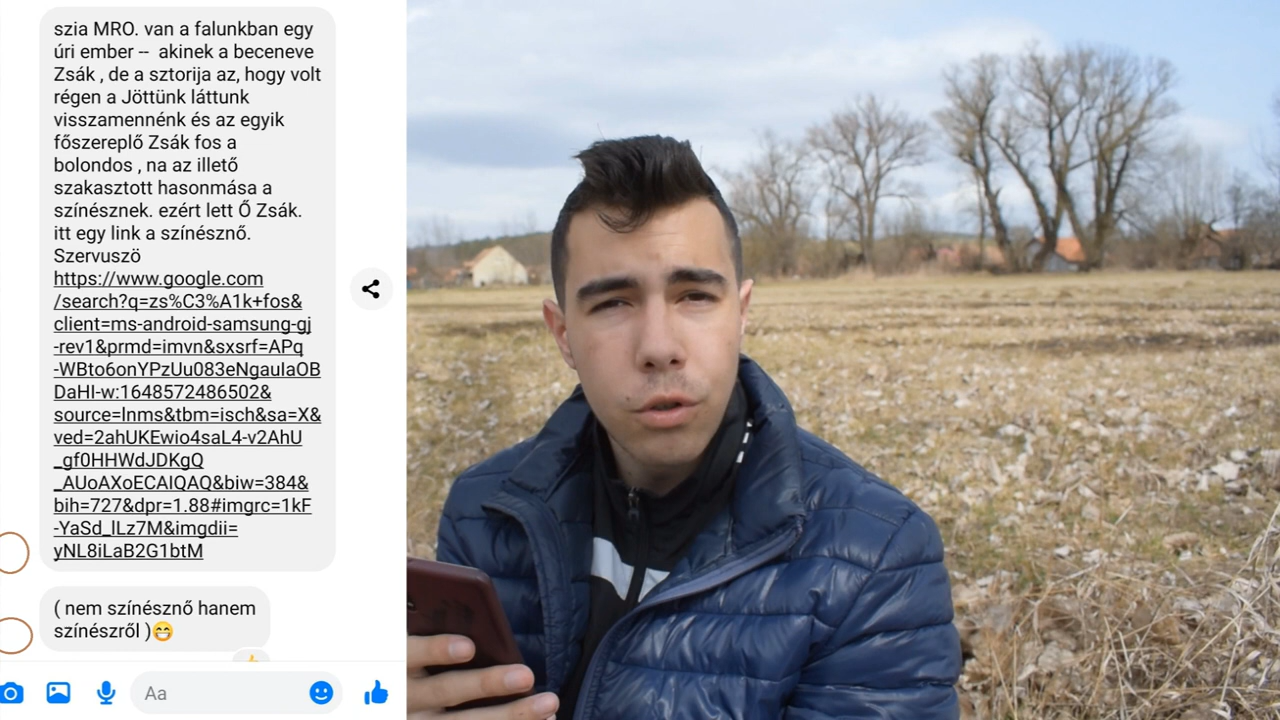 szia MRO. van a falunkban egy
úri ember -- akinek a beceneve
Zsák , de a sztorija az, hogy volt
régen a Jöttünk láttunk
visszamennénk és az egyik
főszereplő Zsák fos a
bolondos , na az illető
szakasztott hasonmása a
színésznek. ezért lett Ő Zsák.
itt egy link a színésznő.
Szervuszö
https://www.google.com
/search?q=zs%C3%A1k+fos&
client=ms-android-samsung-gj
-rev1&prmd=imvn&sxsrf=APq
-WBto6onYPzUu083eNgauIaOB
DaHI-w:1648572486502&
source=lnms&tbm=isch&sa=X&
ved=2ahUKEwio4saL4-v2AhU
_gf0HHWdJDKgQ
_AUoAXoECAIQAQ&biw=384&
bih=727&dpr=1.88#imgrc=1kF
-YaSd_lLz7M&imgdii=
yNL8iLaB2G1btM
( nem színésznő hanem
színészről )😁
Aa